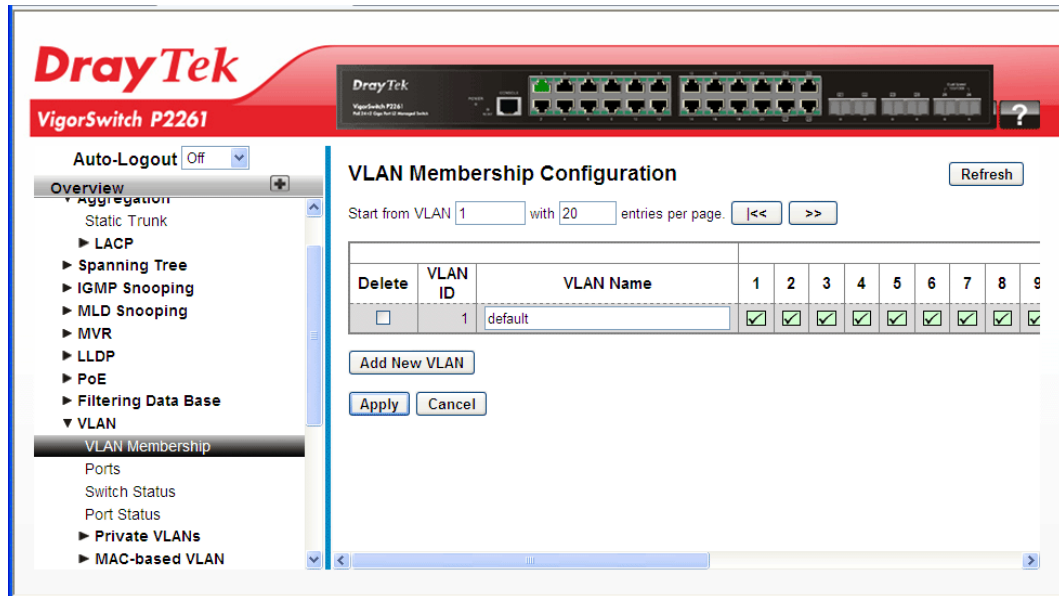 DrayTek
VigorSwitch P2261
DrayTek
VigorSwitch P2261
CONSOLE
?
Auto-Logout Off
Overview
Aggregation
Static Trunk
LACP
Spanning Tree
IGMP Snooping
MLD Snooping
MVR
LLDP
PoE
Filtering Data Base
VLAN
VLAN Membership
Ports
Switch Status
Port Status
Private VLANs
MAC-based VLAN
VLAN Membership Configuration
Refresh
Start from VLAN 1 with 20 entries per page. |<< >>
Delete VLAN ID VLAN Name 1 2 3 4 5 6 7 8 9
1 default
Add New VLAN
Apply Cancel